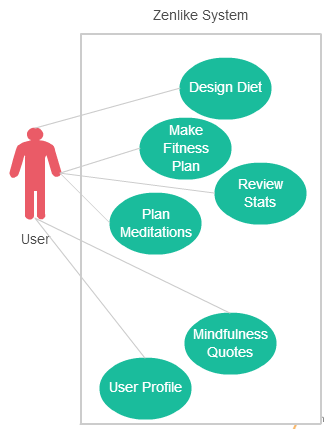 Zenlike System
Design Diet
Make
Fitness
Plan
Review
Stats
Plan
Meditations
User
Mindfulness
Quotes
User Profile